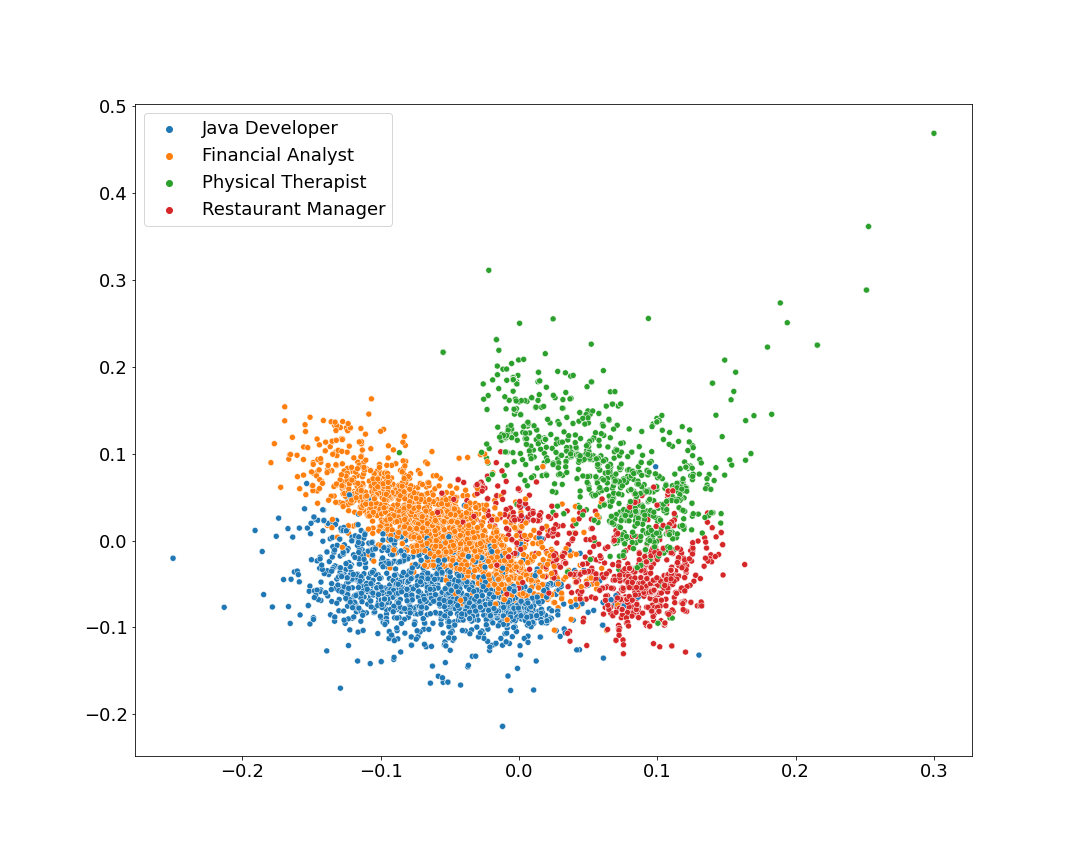 0.5
0.4
0.3
0.2
0.1
0.0
−0.1
−0.2
Java Developer
Financial Analyst
Physical Therapist
Restaurant Manager
−0.2 −0.1 0.0 0.1 0.2 0.3